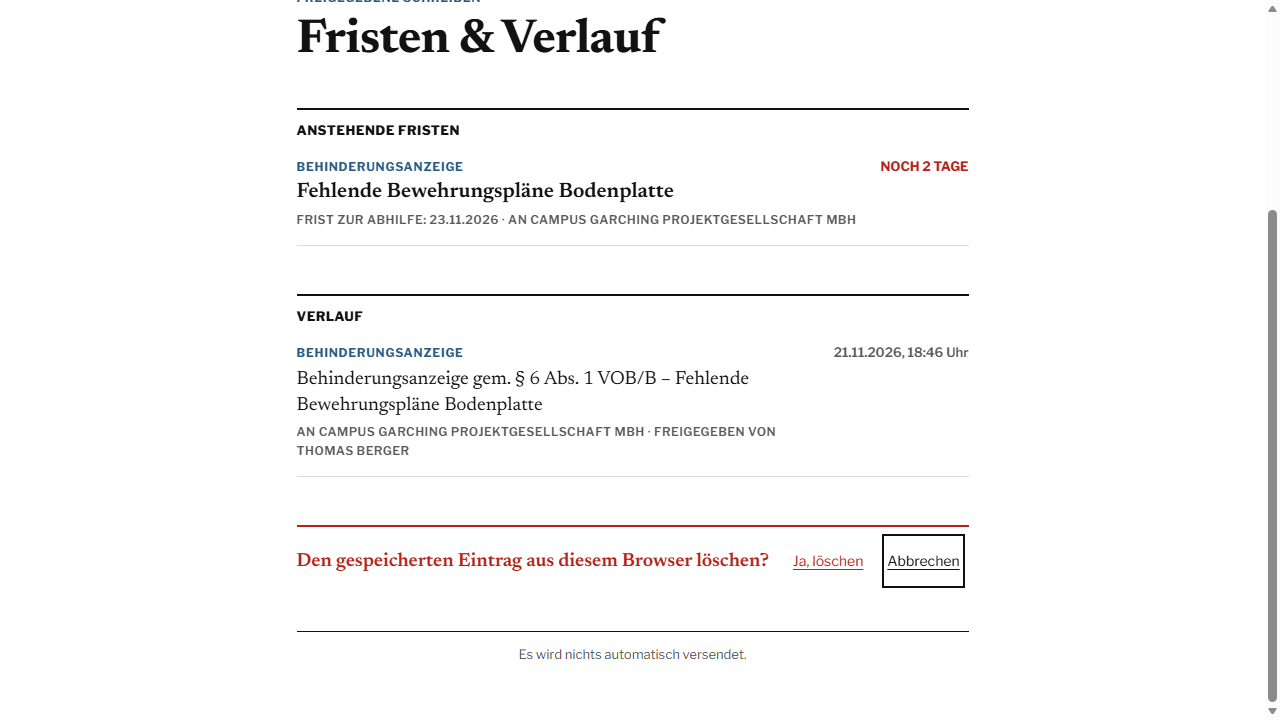 Fristen & Verlauf
ANSTEHENDE FRISTEN
BEHINDERUNGSANZEIGE
NOCH 2 TAGE
Fehlende Bewehrungspläne Bodenplatte
FRIST ZUR ABHILFE: 23.11.2026 · AN CAMPUS GARCHING PROJEKTGESELLSCHAFT MBH
VERLAUF
BEHINDERUNGSANZEIGE
21.11.2026, 18:46 Uhr
Behinderungsanzeige gem. § 6 Abs. 1 VOB/B – Fehlende
Bewehrungspläne Bodenplatte
AN CAMPUS GARCHING PROJEKTGESELLSCHAFT MBH · FREIGEGEBEN VON
THOMAS BERGER
Den gespeicherten Eintrag aus diesem Browser löschen?
Ja, löschen
Abbrechen
Es wird nichts automatisch versendet.